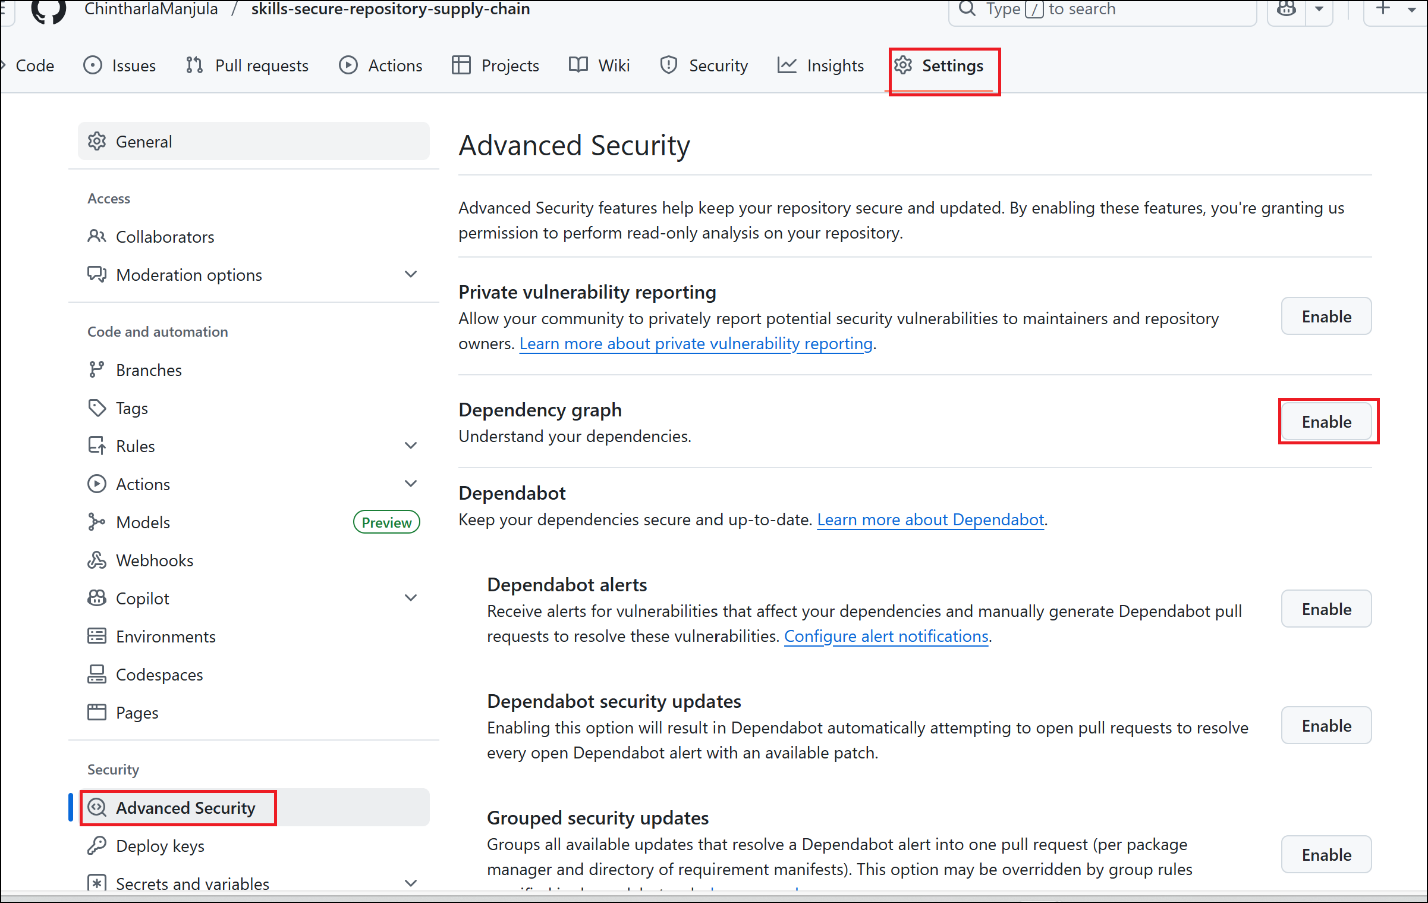 ChintharlaManjula / skills-secure-repository-supply-chain
Type / to search
Code
Issues
Pull requests
Actions
Projects
Wiki
Security
Insights
Settings
General
Access
Collaborators
Moderation options
Code and automation
Branches
Tags
Rules
Actions
Models
Preview
Webhooks
Copilot
Environments
Codespaces
Pages
Security
Advanced Security
Deploy keys
Secrets and variables
Advanced Security
Advanced Security features help keep your repository secure and updated. By enabling these features, you're granting us
permission to perform read-only analysis on your repository.
Private vulnerability reporting
Allow your community to privately report potential security vulnerabilities to maintainers and repository
owners. Learn more about private vulnerability reporting.
Enable
Dependency graph
Understand your dependencies.
Enable
Dependabot
Keep your dependencies secure and up-to-date. Learn more about Dependabot.
Dependabot alerts
Receive alerts for vulnerabilities that affect your dependencies and manually generate Dependabot pull
requests to resolve these vulnerabilities. Configure alert notifications.
Enable
Dependabot security updates
Enabling this option will result in Dependabot automatically attempting to open pull requests to resolve
every open Dependabot alert with an available patch.
Enable
Grouped security updates
Groups all available updates that resolve a Dependabot alert into one pull request (per package
manager and directory of requirement manifests). This option may be overridden by group rules
Enable